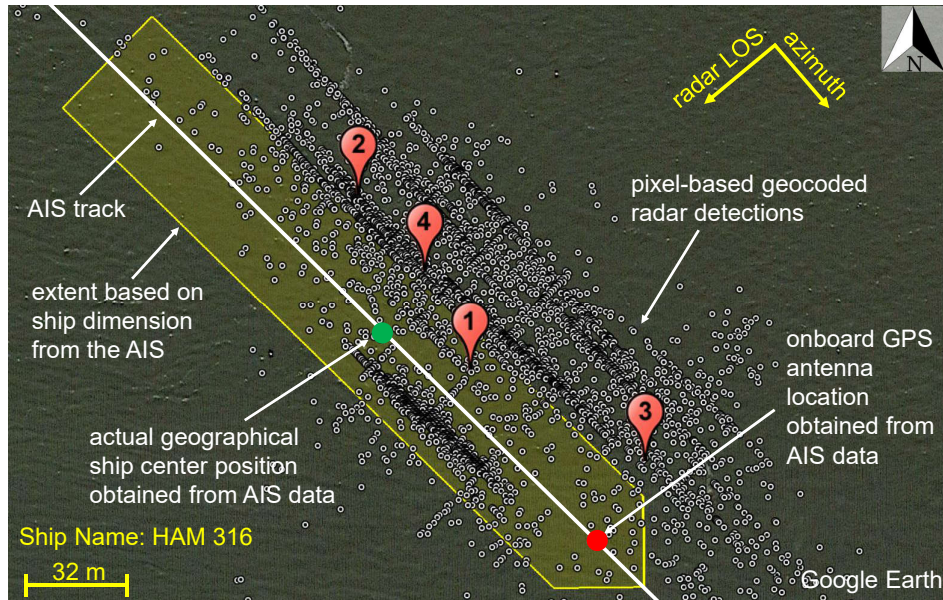 radar LOS
azimuth
N
2
pixel-based geocoded
radar detections
AIS track
4
extent based on
ship dimension
from the AIS
1
onboard GPS
antenna
location
obtained from
AIS data
3
actual geographical
ship center position
obtained from AIS data
Ship Name: HAM 316
32 m
Google Earth